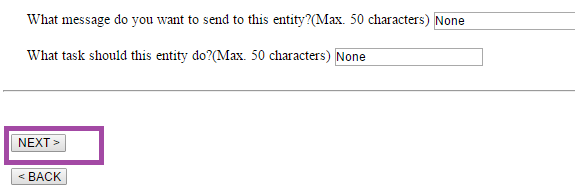 What message do you want to send to this entity?(Max. 50 characters) None
What task should this entity do?(Max. 50 characters) None
NEXT >
< BACK